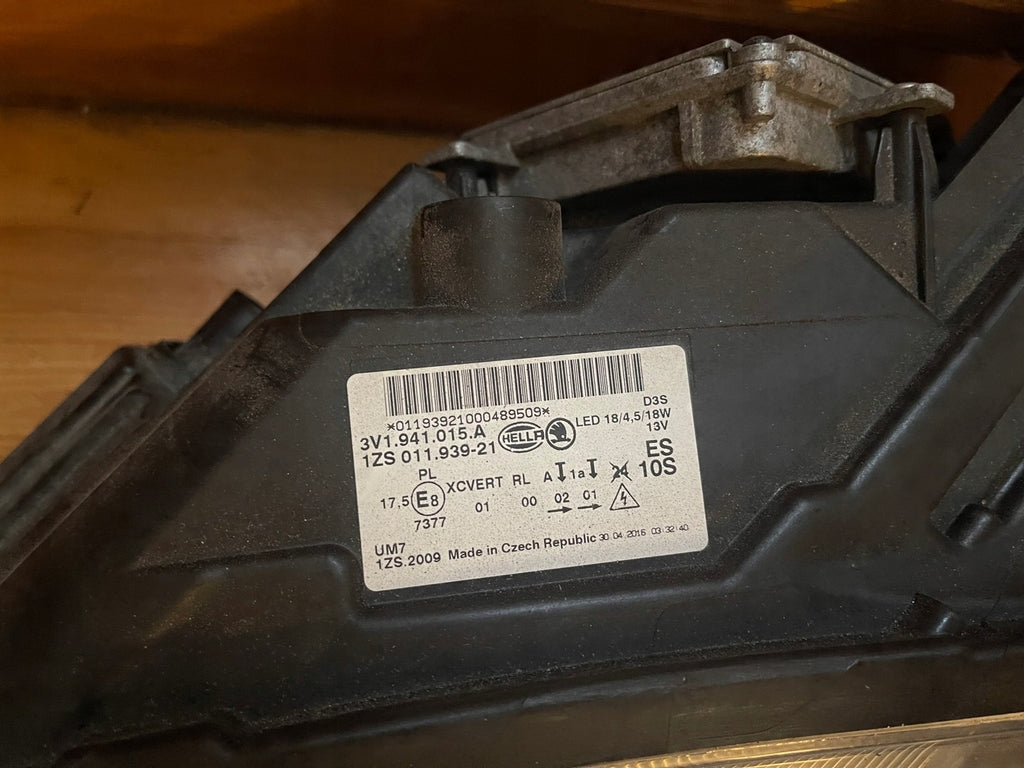 *01193921000489509*
D3S
3V1.941.015.A
HELLA
LED 18/4,5/18W
13V
1ZS 011.939-21
ES
10S
PL
XCVERT RL A 1a 24
17,5 E8 01 00 02 01
7377
UM7
1ZS.2009 Made in Czech Republic 30.04.2016 03:32:40